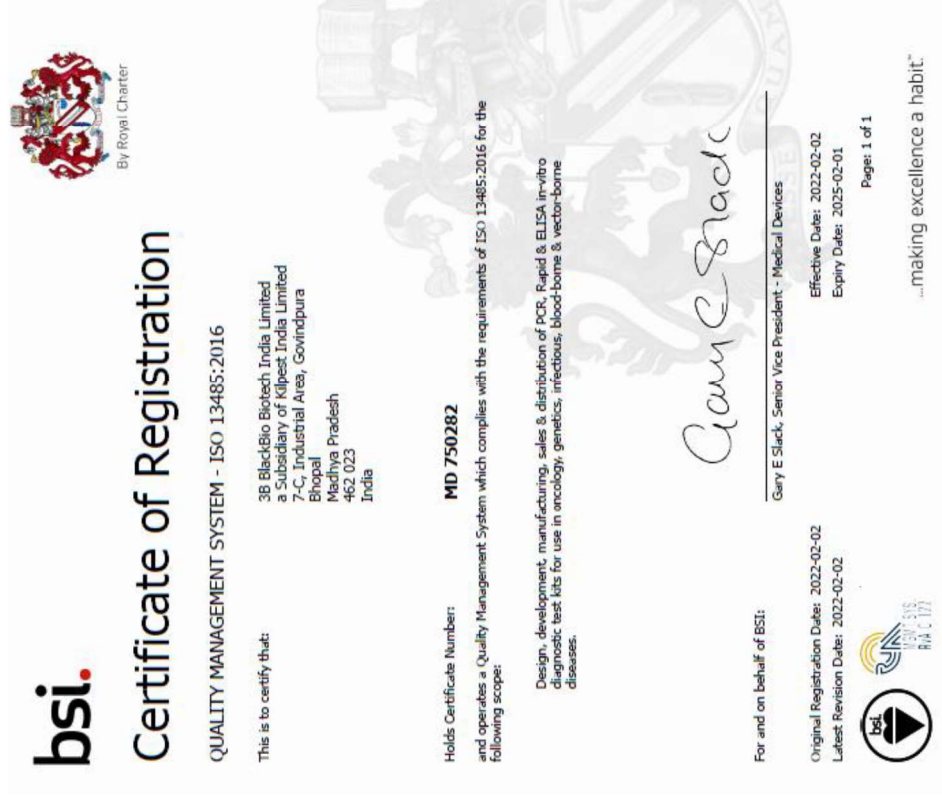 bsi.
By Royal Charter
Certificate of Registration
QUALITY MANAGEMENT SYSTEM - ISO 13485:2016
This is to certify that:
3B BlackBio Biotech India Limited
a Subsidiary of Kilpest India Limited
7-C, Industrial Area, Govindpura
Bhopal
Madhya Pradesh
462 023
India
Holds Certificate Number:
MD 750282
and operates a Quality Management System which complies with the requirements of ISO 13485:2016 for the
following scope:
Design, development, manufacturing, sales & distribution of PCR, Rapid & ELISA in-vitro
diagnostic test kits for use in oncology, genetics, infectious, blood-borne & vector-borne
diseases.
For and on behalf of BSI:
Gary E Slack
Gary E Slack, Senior Vice President - Medical Devices
Original Registration Date: 2022-02-02
Effective Date: 2022-02-02
Latest Revision Date: 2022-02-02
Expiry Date: 2025-02-01
Page: 1 of 1
bsi.
...making excellence a habit.™